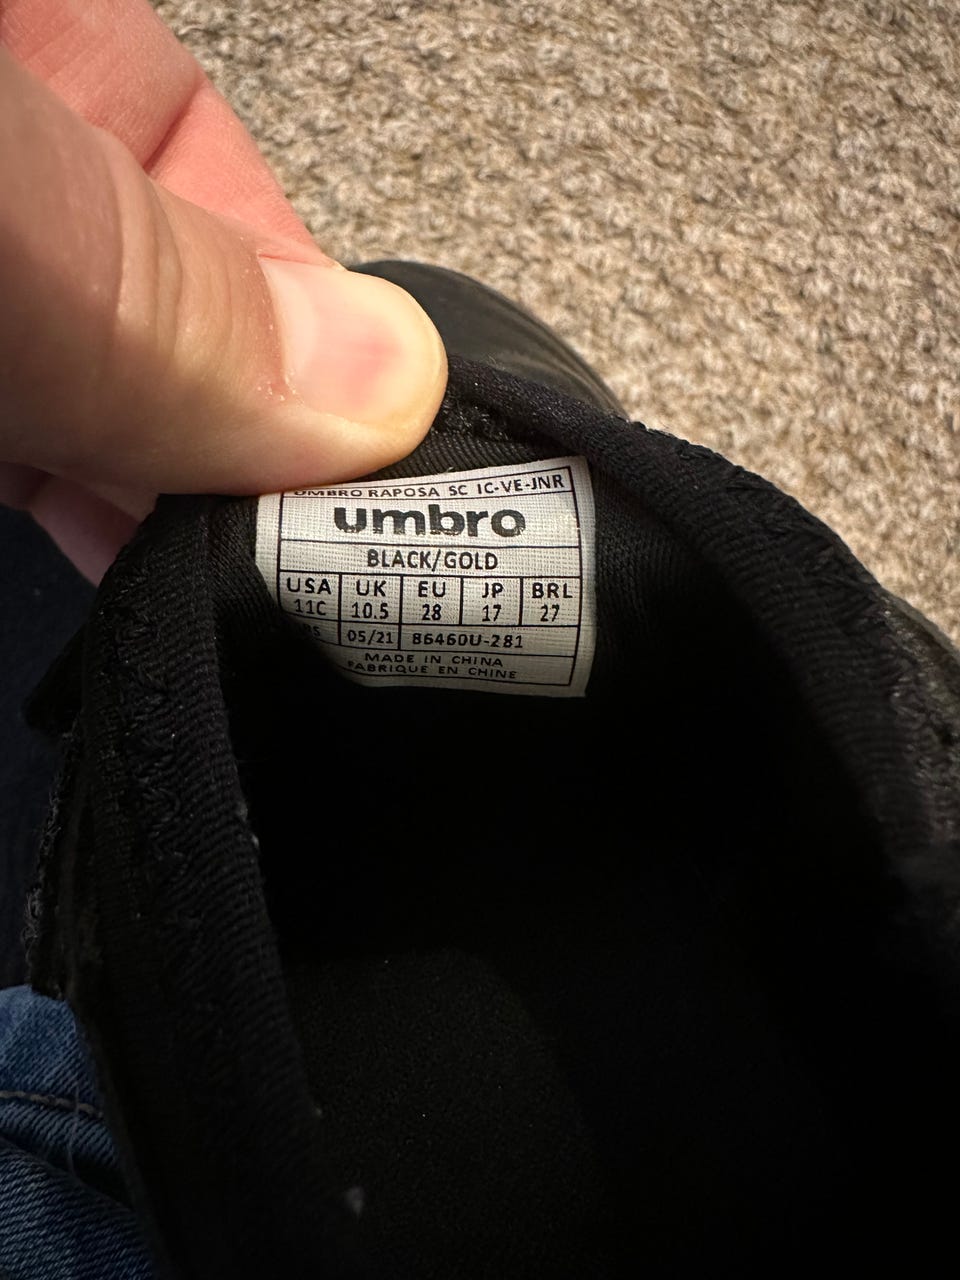 UMBRO RAPOSA SC IC-VE-JNR
umbro
BLACK/GOLD
USA UK EU JP BRL
11C 10.5 28 17 27
05/21 86460U-281
MADE IN CHINA
FABRIQUE EN CHINE